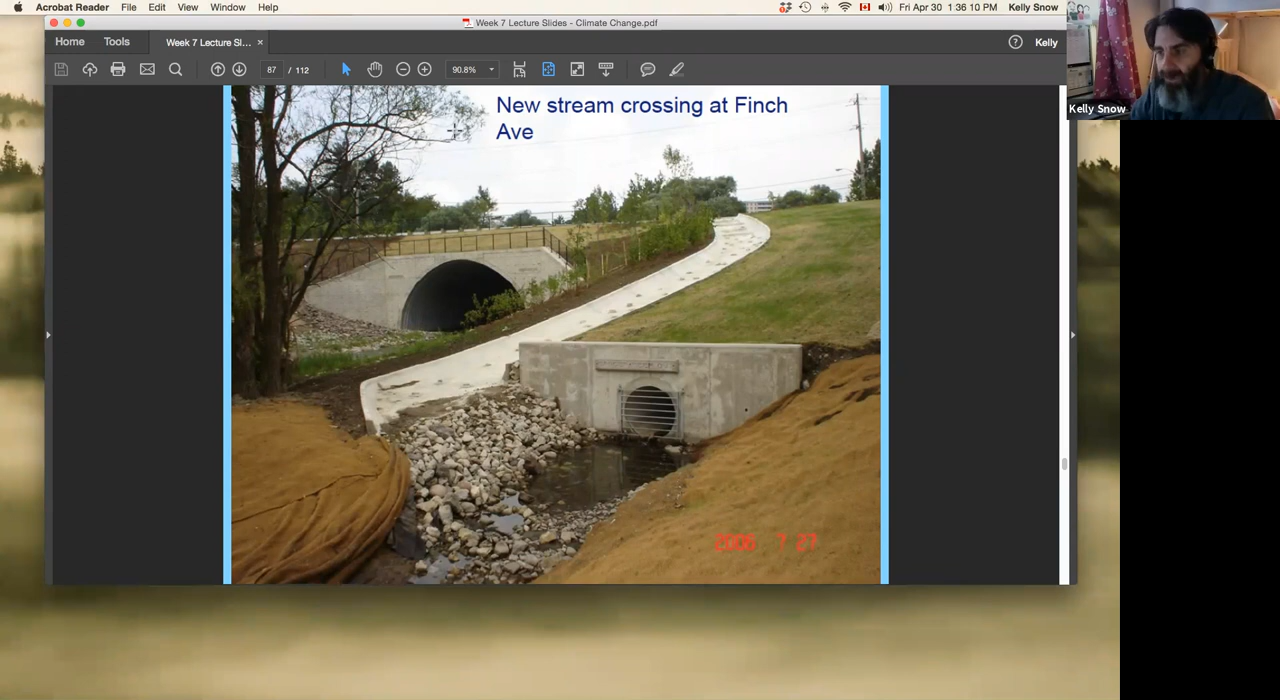 Acrobat Reader File Edit View Window Help
Fri Apr 30 1:36:10 PM Kelly Snow
Week 7 Lecture Slides - Climate Change.pdf
Home Tools Week 7 Lecture Sl... × Kelly
87 / 112 90.8%
Kelly Snow
New stream crossing at Finch
Ave
2006 7 27